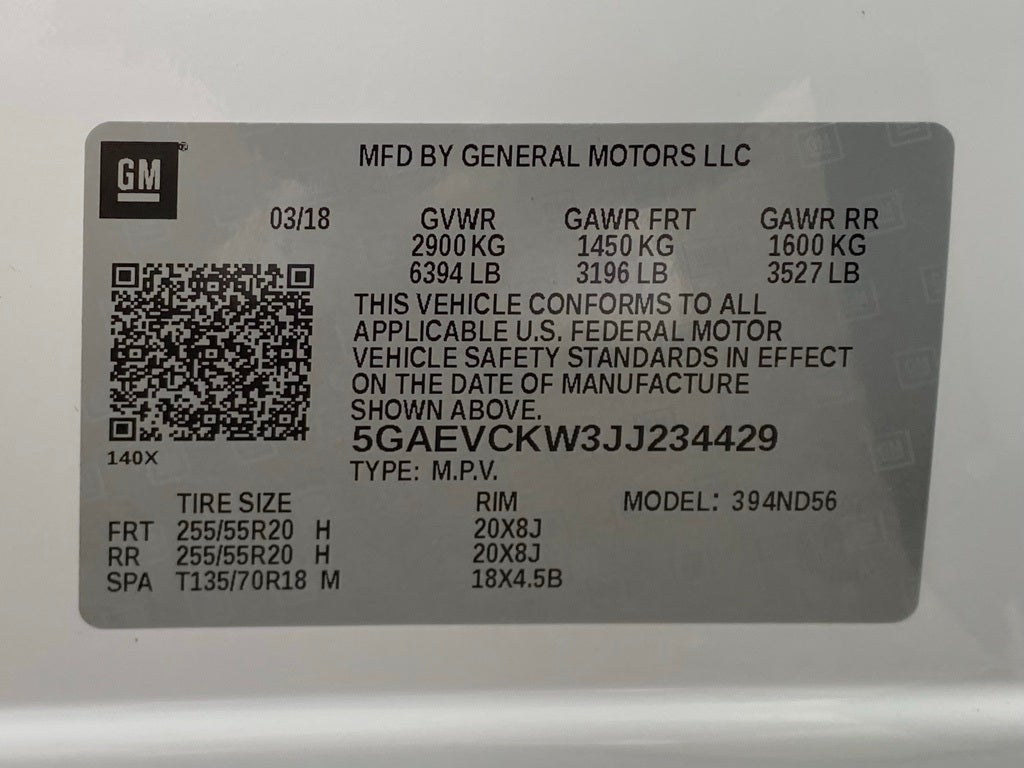 GM
MFD BY GENERAL MOTORS LLC
03/18 GVWR GAWR FRT GAWR RR
2900 KG 1450 KG 1600 KG
6394 LB 3196 LB 3527 LB
THIS VEHICLE CONFORMS TO ALL
APPLICABLE U.S. FEDERAL MOTOR
VEHICLE SAFETY STANDARDS IN EFFECT
ON THE DATE OF MANUFACTURE
SHOWN ABOVE.
5GAEVCKW3JJ234429
140X
TYPE: M.P.V.
TIRE SIZE RIM MODEL: 394ND56
FRT 255/55R20 H 20X8J
RR 255/55R20 H 20X8J
SPA T135/70R18 M 18X4.5B